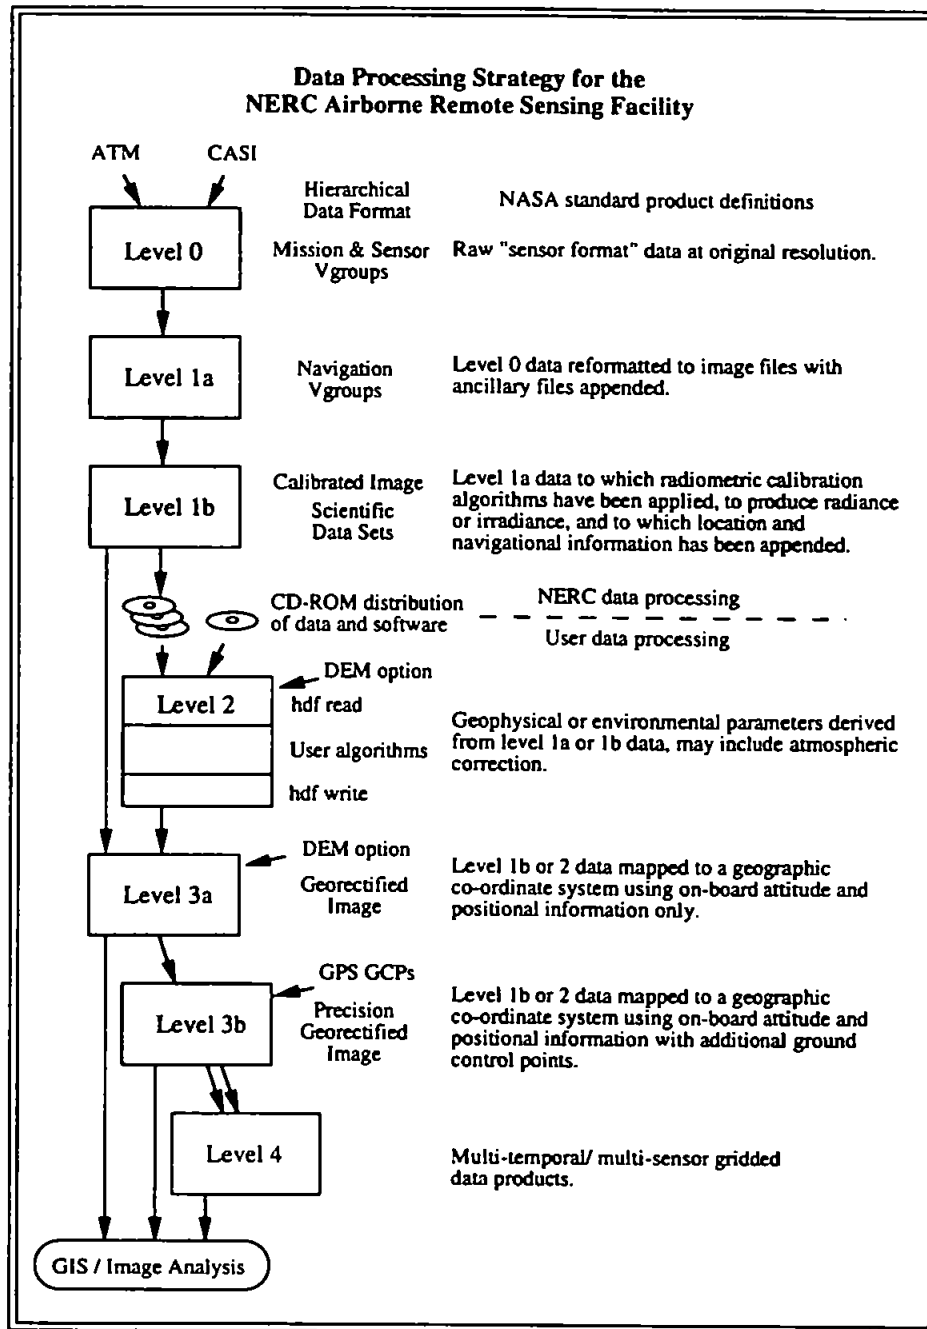 Data Processing Strategy for the
NERC Airborne Remote Sensing Facility
ATM
CASI
Hierarchical
Data Format
NASA standard product definitions
Level 0
Mission & Sensor
Vgroups
Raw "sensor format" data at original resolution.
Level 1a
Navigation
Vgroups
Level 0 data reformatted to image files with
ancillary files appended.
Level 1b
Calibrated Image
Scientific
Data Sets
Level 1a data to which radiometric calibration
algorithms have been applied, to produce radiance
or irradiance, and to which location and
navigational information has been appended.
CD-ROM distribution
of data and software
NERC data processing
User data processing
DEM option
Level 2
hdf read
User algorithms
hdf write
Geophysical or environmental parameters derived
from level 1a or 1b data, may include atmospheric
correction.
DEM option
Level 3a
Georectified
Image
Level 1b or 2 data mapped to a geographic
co-ordinate system using on-board attitude and
positional information only.
GPS GCPs
Level 3b
Precision
Georectified
Image
Level 1b or 2 data mapped to a geographic
co-ordinate system using on-board attitude and
positional information with additional ground
control points.
Level 4
Multi-temporal/ multi-sensor gridded
data products.
GIS / Image Analysis